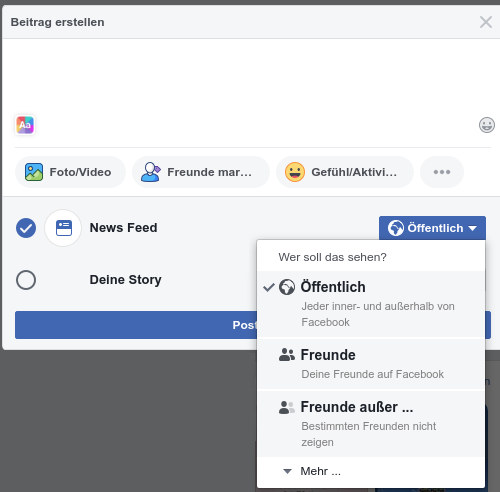 Beitrag erstellen
Aa
Foto/Video
Freunde mar...
Gefühl/Aktivi...
News Feed
Öffentlich
Wer soll das sehen?
Öffentlich
Jeder inner- und außerhalb von
Facebook
Deine Story
Post
Freunde
Deine Freunde auf Facebook
Freunde außer ...
Bestimmten Freunden nicht
zeigen
Mehr ...